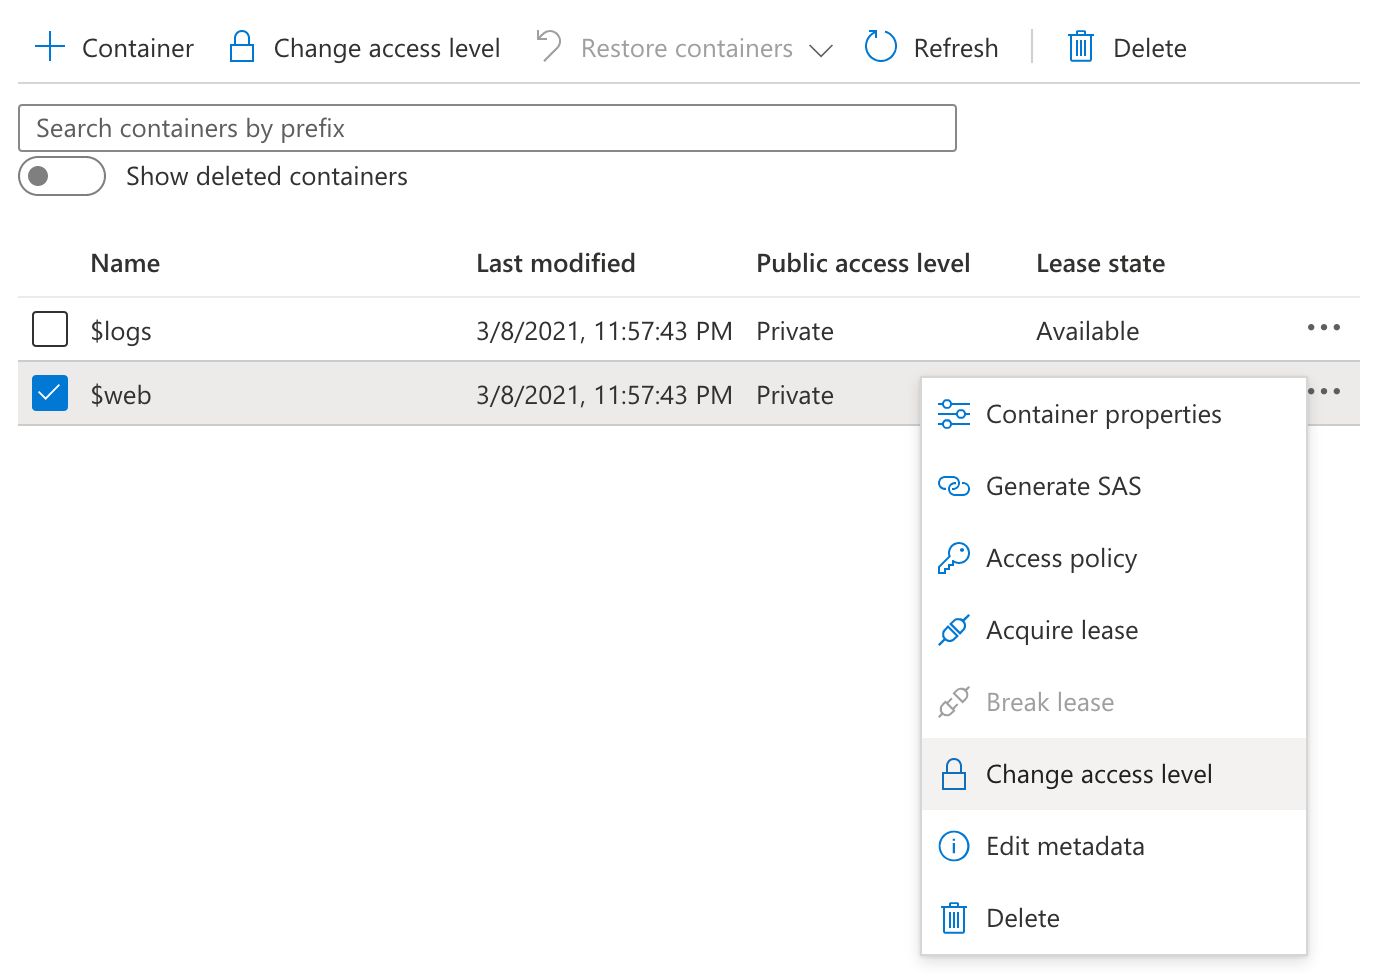 Container Change access level Restore containers Refresh Delete
Search containers by prefix
Show deleted containers
Name Last modified Public access level Lease state
$logs 3/8/2021, 11:57:43 PM Private Available
$web 3/8/2021, 11:57:43 PM Private
Container properties
Generate SAS
Access policy
Acquire lease
Break lease
Change access level
Edit metadata
Delete